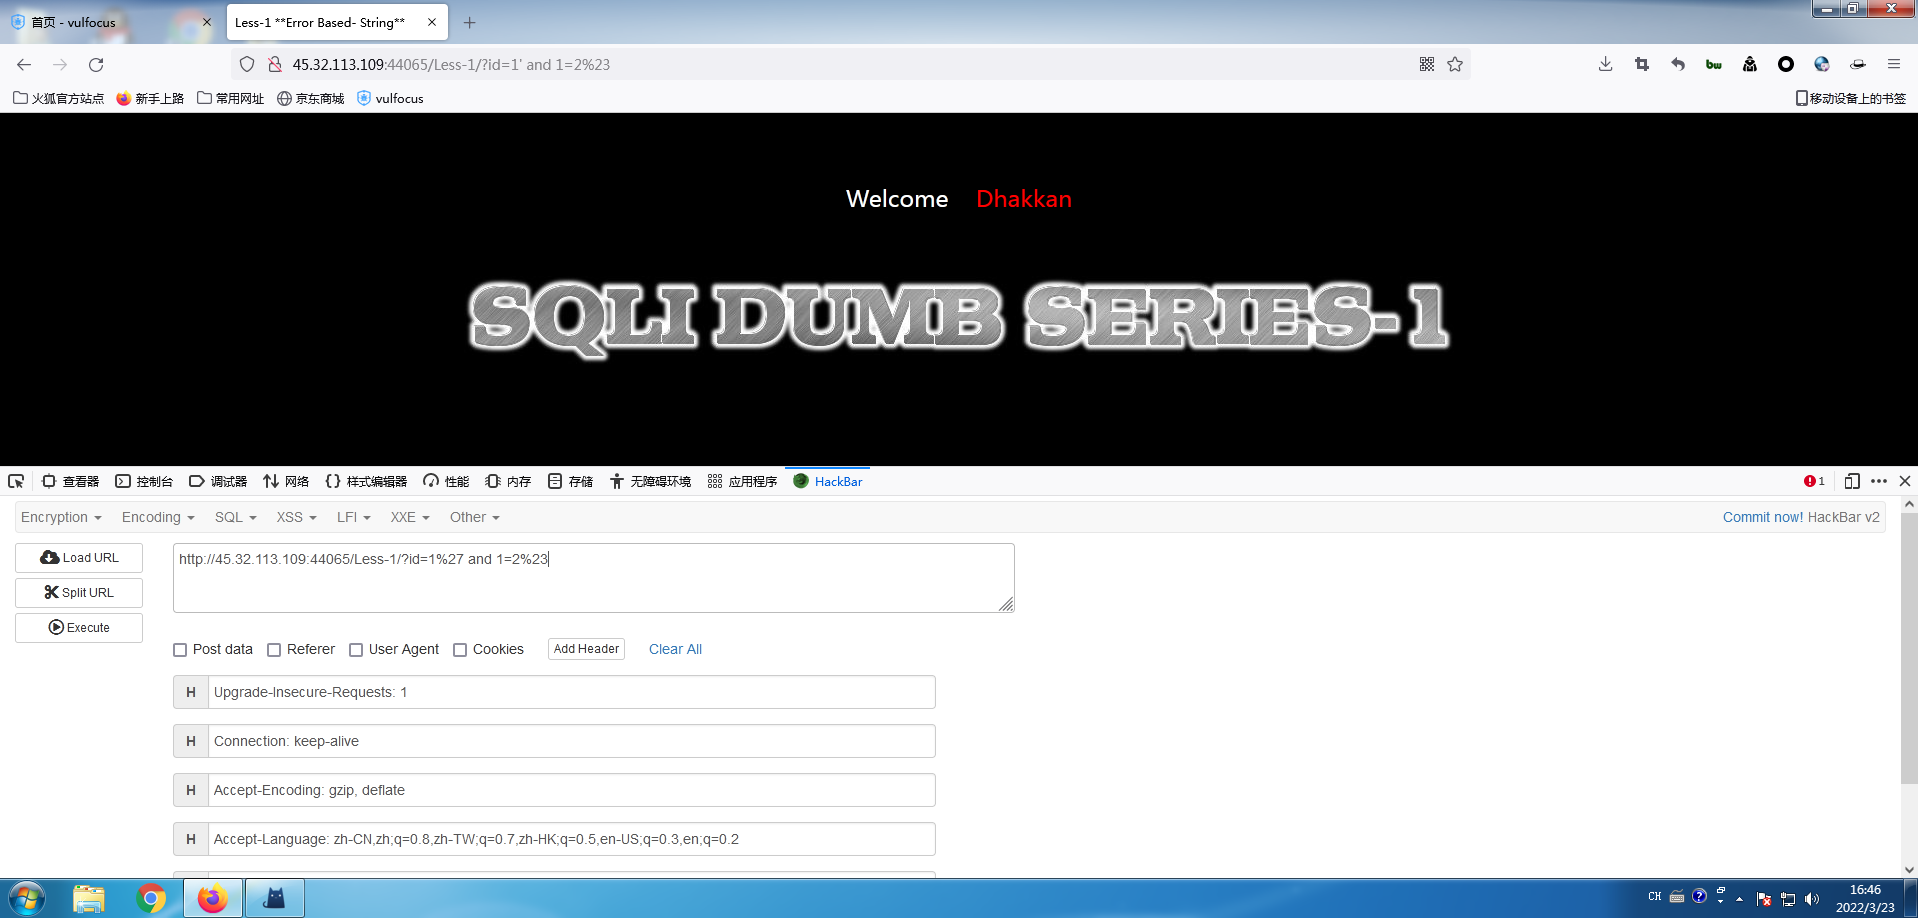 首页 - vulfocus
Less-1 **Error Based- String**
45.32.113.109:44065/Less-1/?id=1' and 1=2%23
bw
火狐官方站点
新手上路
常用网址
京东商城
vulfocus
移动设备上的书签
Welcome Dhakkan
SQLI DUMB SERIES-1
查看器
控制台
调试器
网络
样式编辑器
性能
内存
存储
无障碍环境
应用程序
HackBar
1
Encryption
Encoding
SQL
XSS
LFI
XXE
Other
Commit now! HackBar v2
Load URL
http://45.32.113.109:44065/Less-1/?id=1%27 and 1=2%23
Split URL
Execute
Post data
Referer
User Agent
Cookies
Add Header
Clear All
H Upgrade-Insecure-Requests: 1
H Connection: keep-alive
H Accept-Encoding: gzip, deflate
H Accept-Language: zh-CN,zh;q=0.8,zh-TW;q=0.7,zh-HK;q=0.5,en-US;q=0.3,en;q=0.2
CH
16:46
2022/3/23